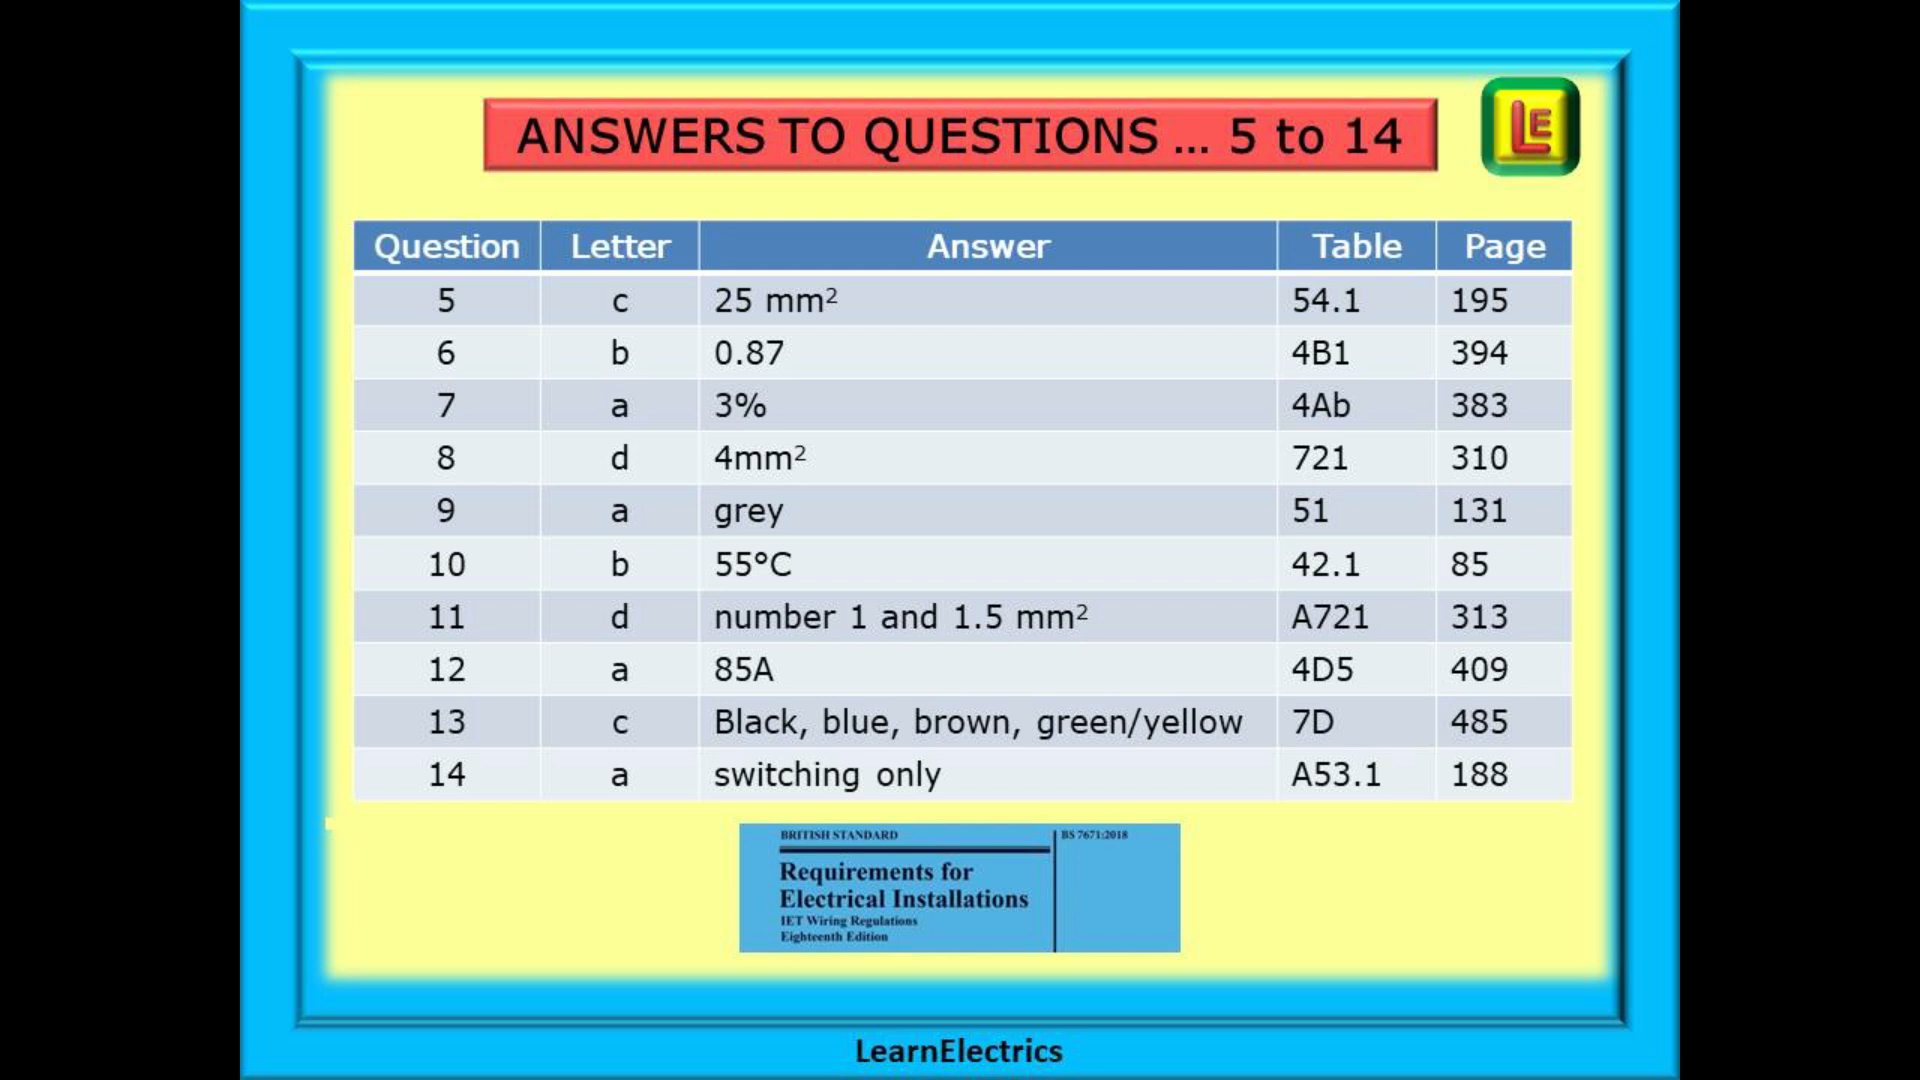 ANSWERS TO QUESTIONS ... 5 to 14
LE
Question Letter Answer Table Page
5 c 25 mm² 54.1 195
6 b 0.87 4B1 394
7 a 3% 4Ab 383
8 d 4mm² 721 310
9 a grey 51 131
10 b 55°C 42.1 85
11 d number 1 and 1.5 mm² A721 313
12 a 85A 4D5 409
13 c Black, blue, brown, green/yellow 7D 485
14 a switching only A53.1 188
BRITISH STANDARD BS 7671:2018
Requirements for
Electrical Installations
IET Wiring Regulations
Eighteenth Edition
LearnElectrics